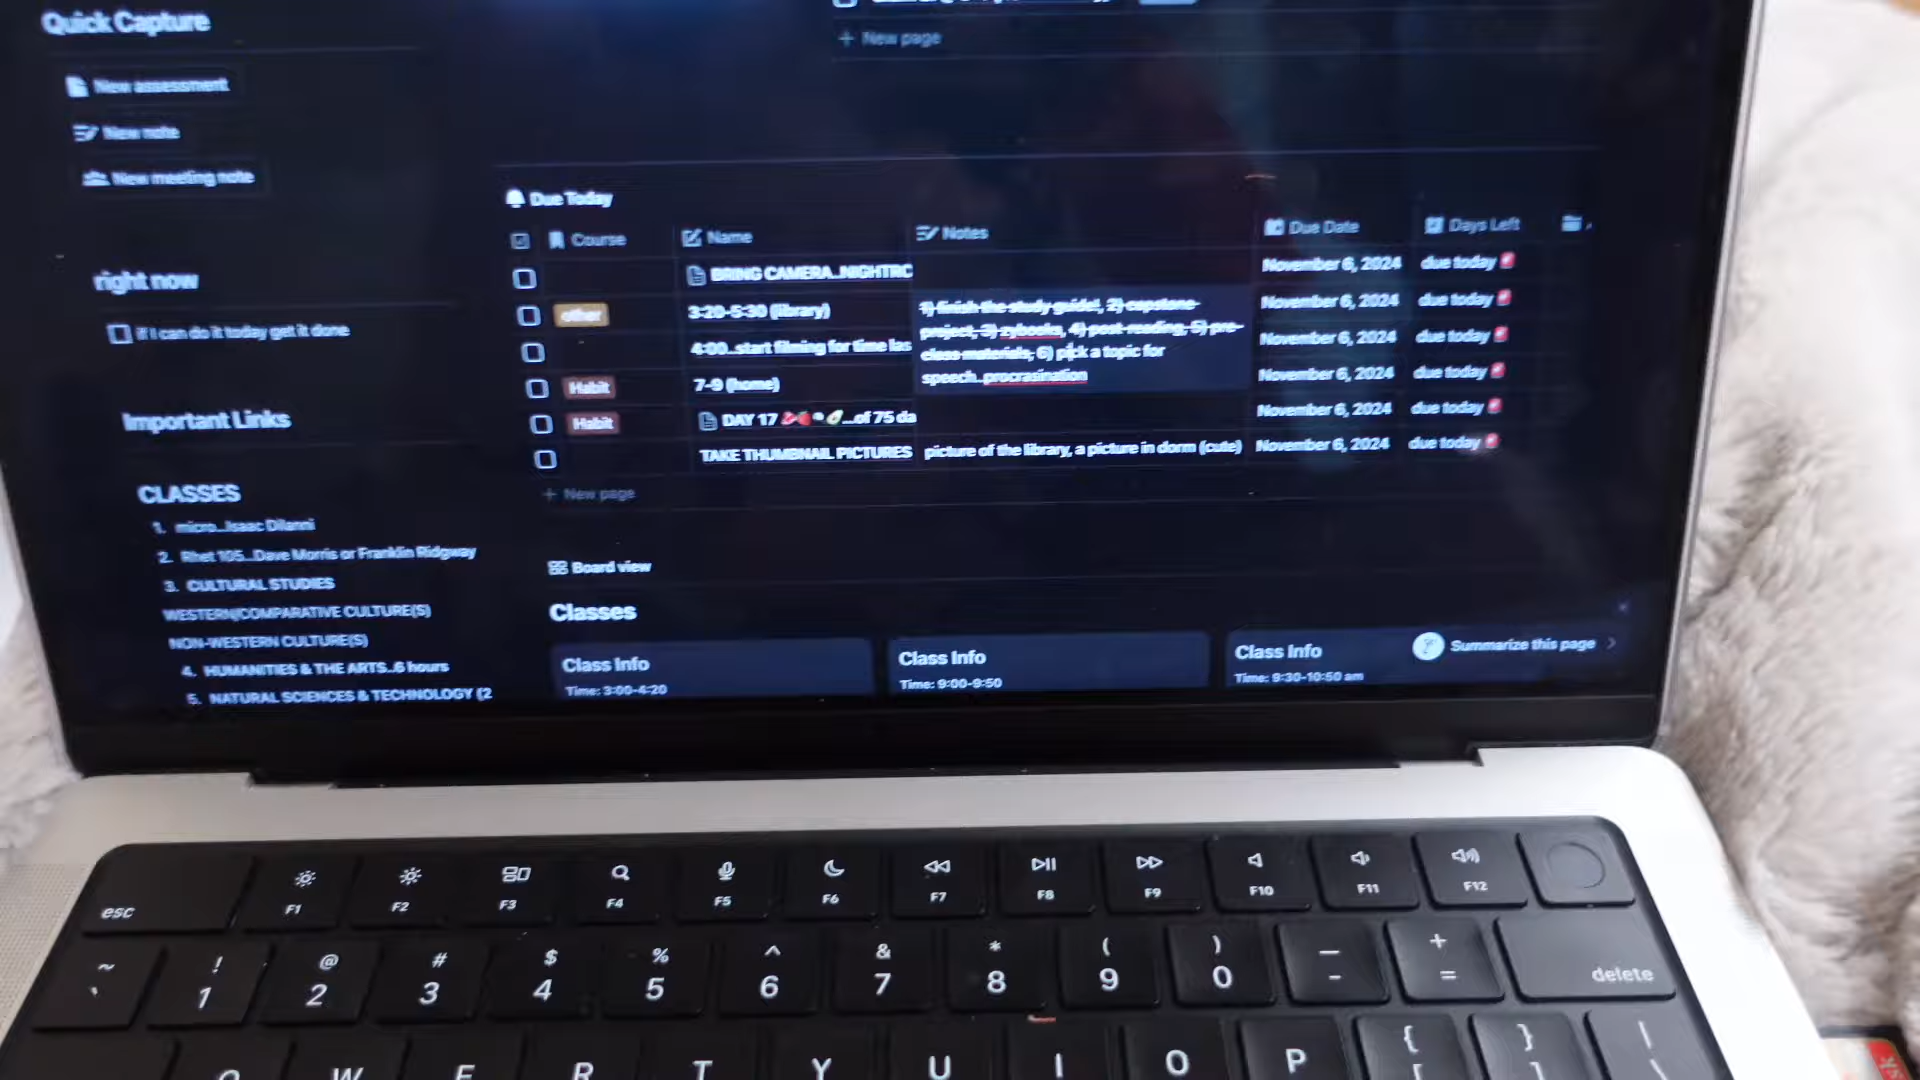 Quick Capture
New page
New assessment
New note
New meeting note
right now
if I can do it today get it done
Important Links
CLASSES
1. micro..Isaac Dilanni
2. Rhet 105...Dave Morris or Franklin Ridgway
3. CULTURAL STUDIES
WESTERN/COMPARATIVE CULTURE(S)
NON-WESTERN CULTURE(S)
4. HUMANITIES & THE ARTS..6 hours
5. NATURAL SCIENCES & TECHNOLOGY (2
Due Today
Course Name Notes Due Date Days Left
BRING CAMERA..NIGHTRO November 6, 2024 due today
other 3:20-5:30 (library) November 6, 2024 due today
4:00..start filming for time las November 6, 2024 due today
Habit 7-9 (home) November 6, 2024 due today
Habit DAY 17 ...of 75 da November 6, 2024 due today
TAKE THUMBNAIL PICTURES picture of the library, a picture in dorm (cute) November 6, 2024 due today
1) finish the study guide!, 2) capstone
project, 3) zybooks, 4) post-reading, 5) pre-
class materials, 6) pick a topic for
speech..procrasination
New page
Board view
Classes
Class Info Class Info Class Info
Time: 3:00-4:20 Time: 9:00-9:50 Time: 9:30-10:50 am
Summarize this page
esc F1 F2 F3 F4 F5 F6 F7 F8 F9 F10 F11 F12
~ ! @ # $ % ^ & * ( ) — +
` 1 2 3 4 5 6 7 8 9 0 - = delete
Q W E R T Y U I O P { } |
[ ] \